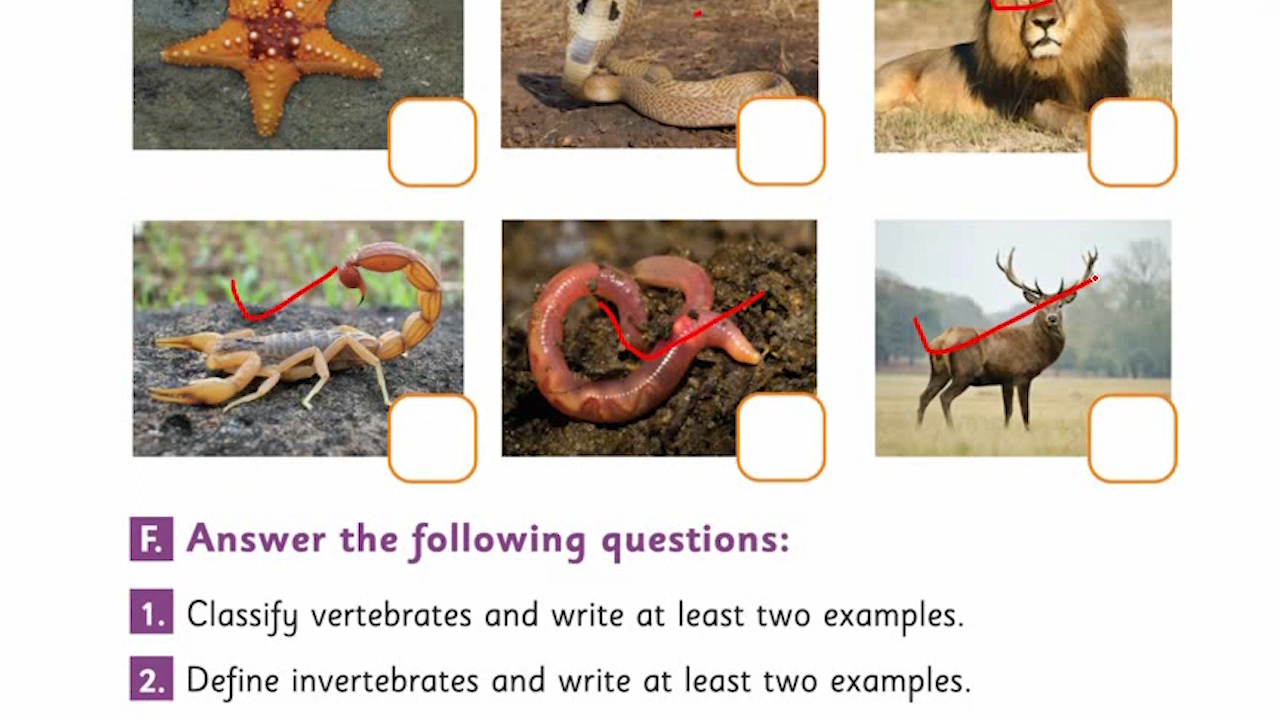 F. Answer the following questions:
1. Classify vertebrates and write at least two examples.
2. Define invertebrates and write at least two examples.